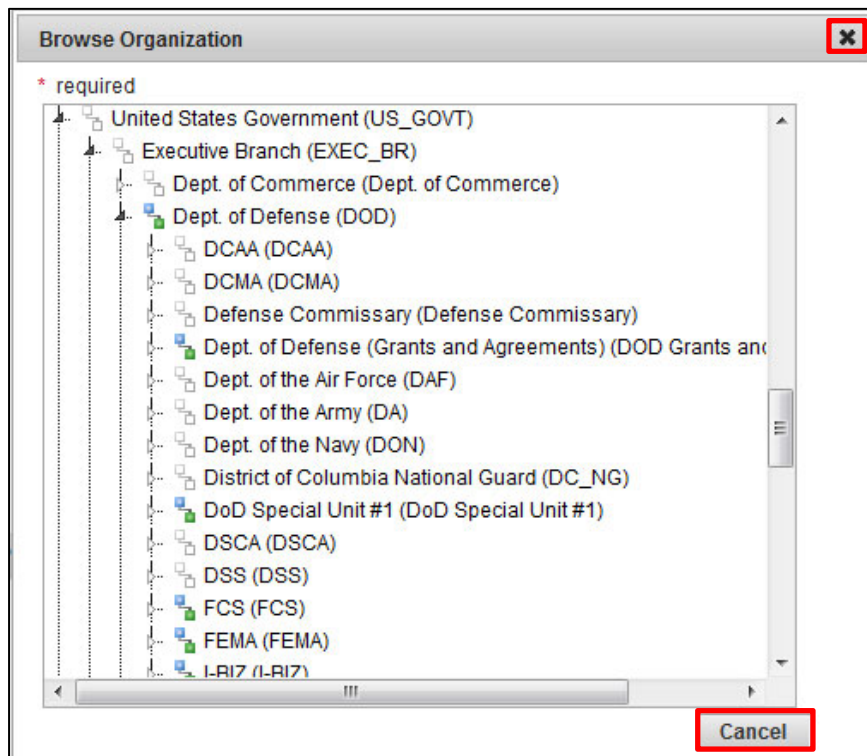 Browse Organization
* required
United States Government (US_GOVT)
Executive Branch (EXEC_BR)
Dept. of Commerce (Dept. of Commerce)
Dept. of Defense (DOD)
DCAA (DCAA)
DCMA (DCMA)
Defense Commissary (Defense Commissary)
Dept. of Defense (Grants and Agreements) (DOD Grants and
Dept. of the Air Force (DAF)
Dept. of the Army (DA)
Dept. of the Navy (DON)
District of Columbia National Guard (DC_NG)
DoD Special Unit #1 (DoD Special Unit #1)
DSCA (DSCA)
DSS (DSS)
FCS (FCS)
FEMA (FEMA)
I-BIZ (I-BIZ)
Cancel